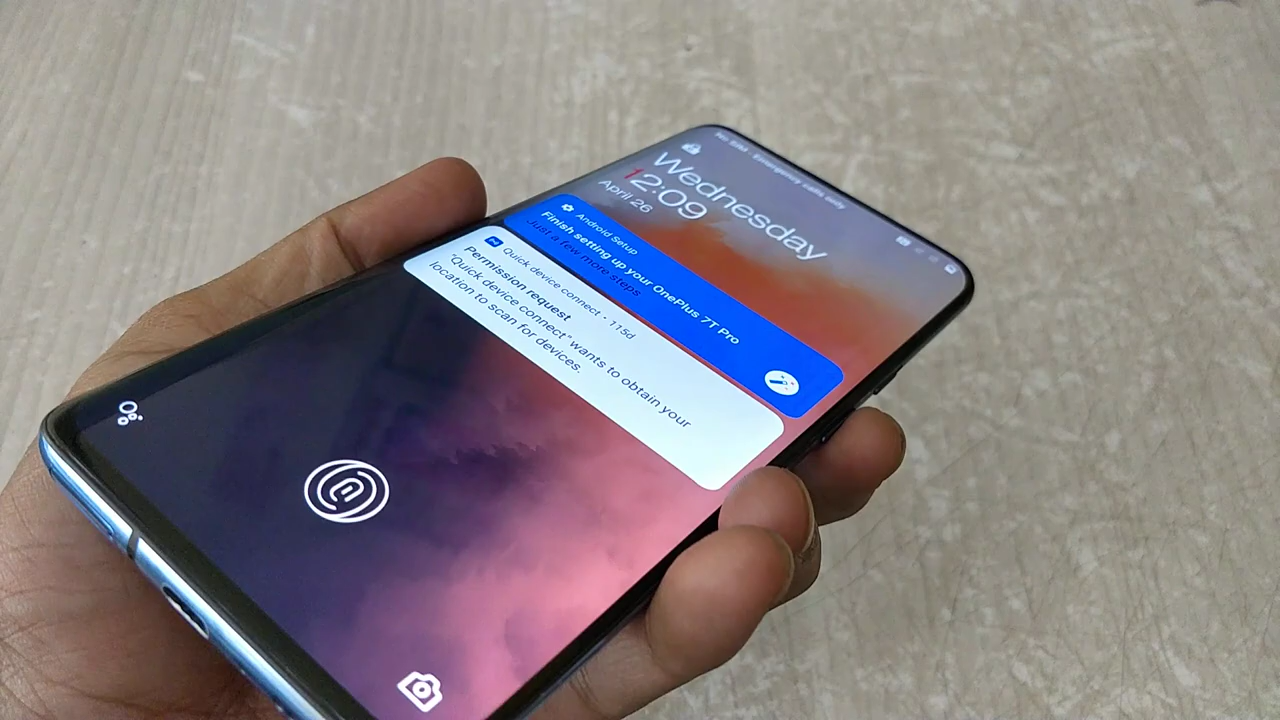 No SIM - Emergency calls only
Wednesday
12:09
April 26
Android Setup
Finish setting up your OnePlus 7T Pro
Just a few more steps
Quick device connect • 115d
Permission request
"Quick device connect" wants to obtain your
location to scan for devices.